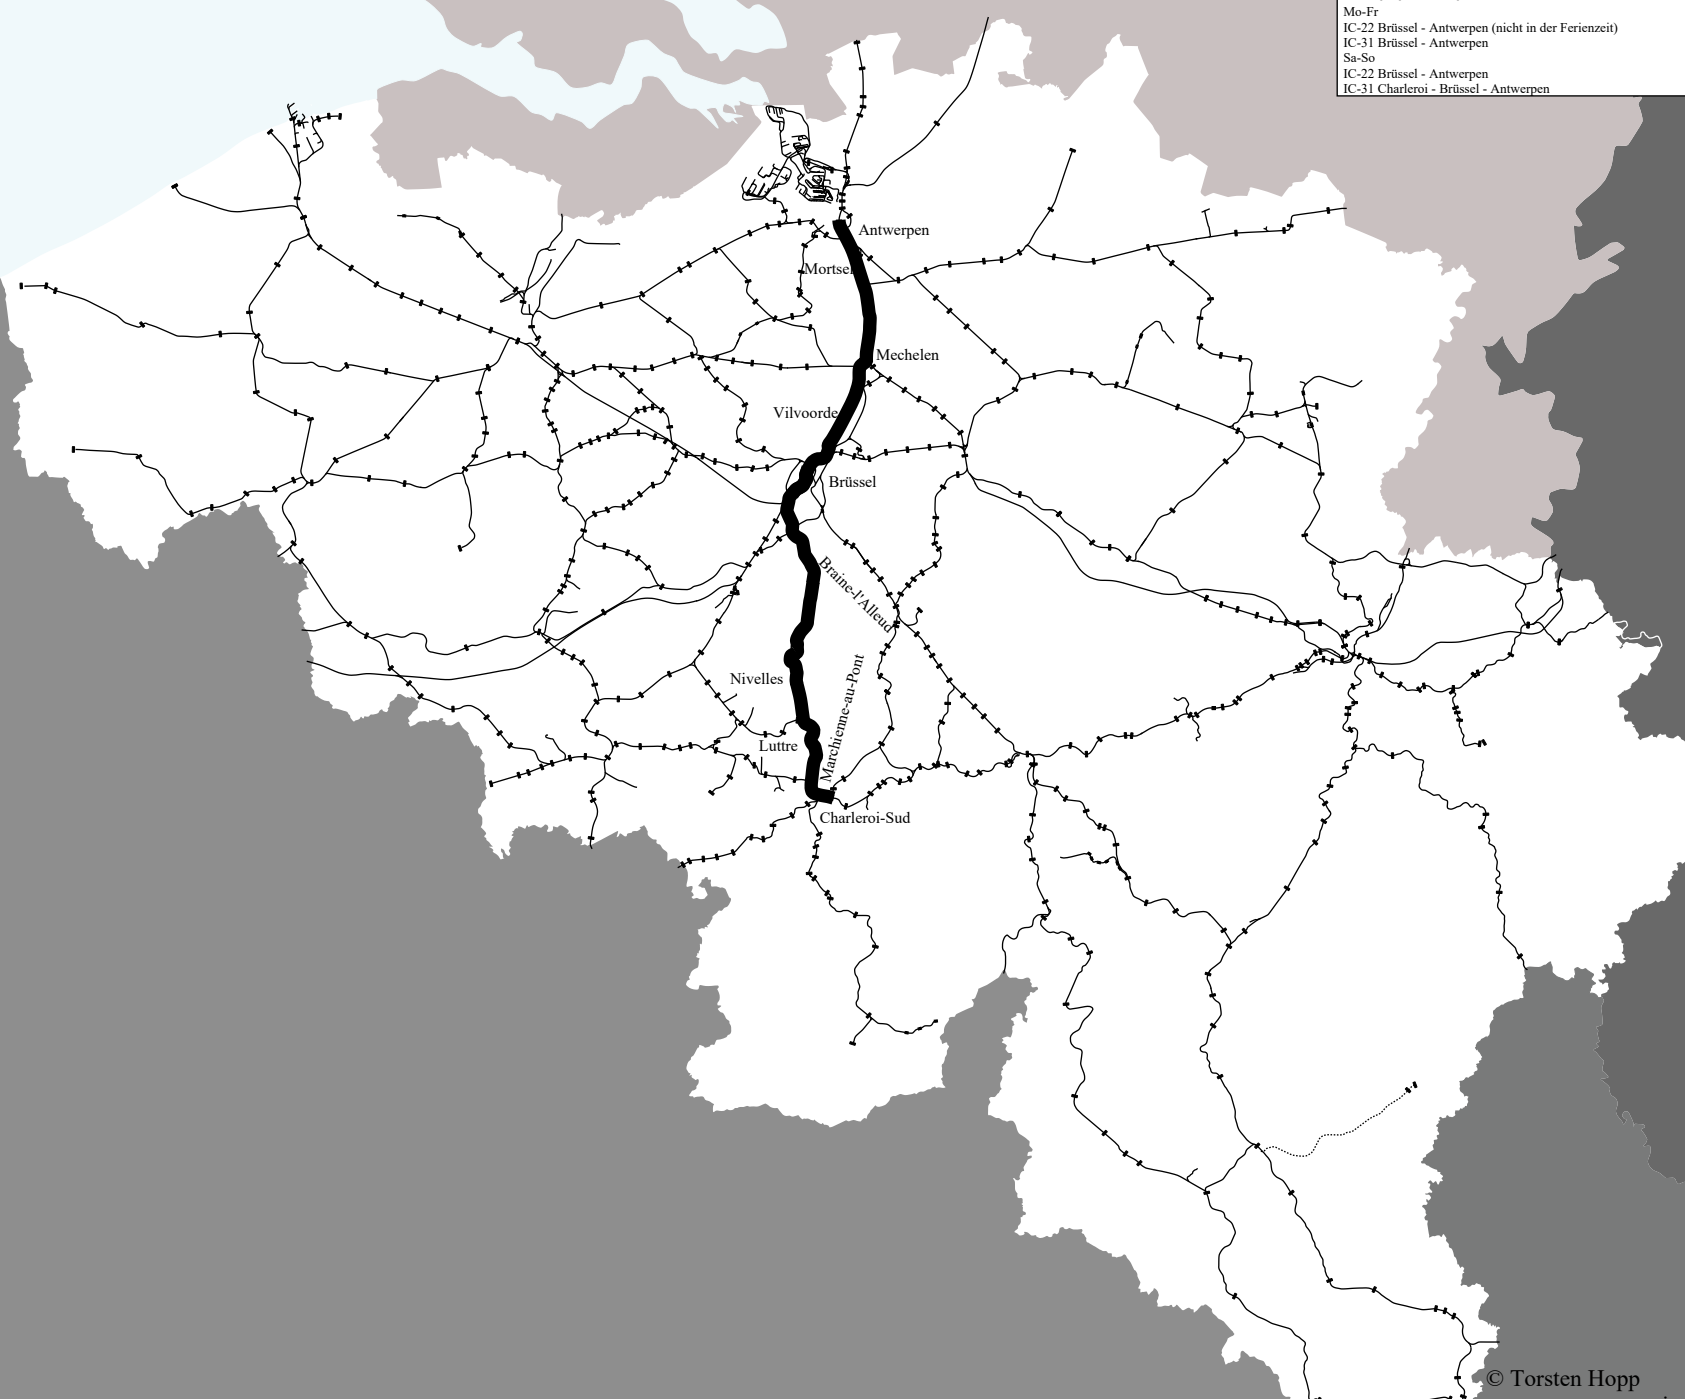 Mo-Fr
IC-22 Brüssel - Antwerpen (nicht in der Ferienzeit)
IC-31 Brüssel - Antwerpen
Sa-So
IC-22 Brüssel - Antwerpen
IC-31 Charleroi - Brüssel - Antwerpen
Antwerpen
Mortsel
Mechelen
Vilvoorde
Brüssel
Braine-l'Alleud
Nivelles
Marchienne-au-Pont
Luttre
Charleroi-Sud
© Torsten Hopp